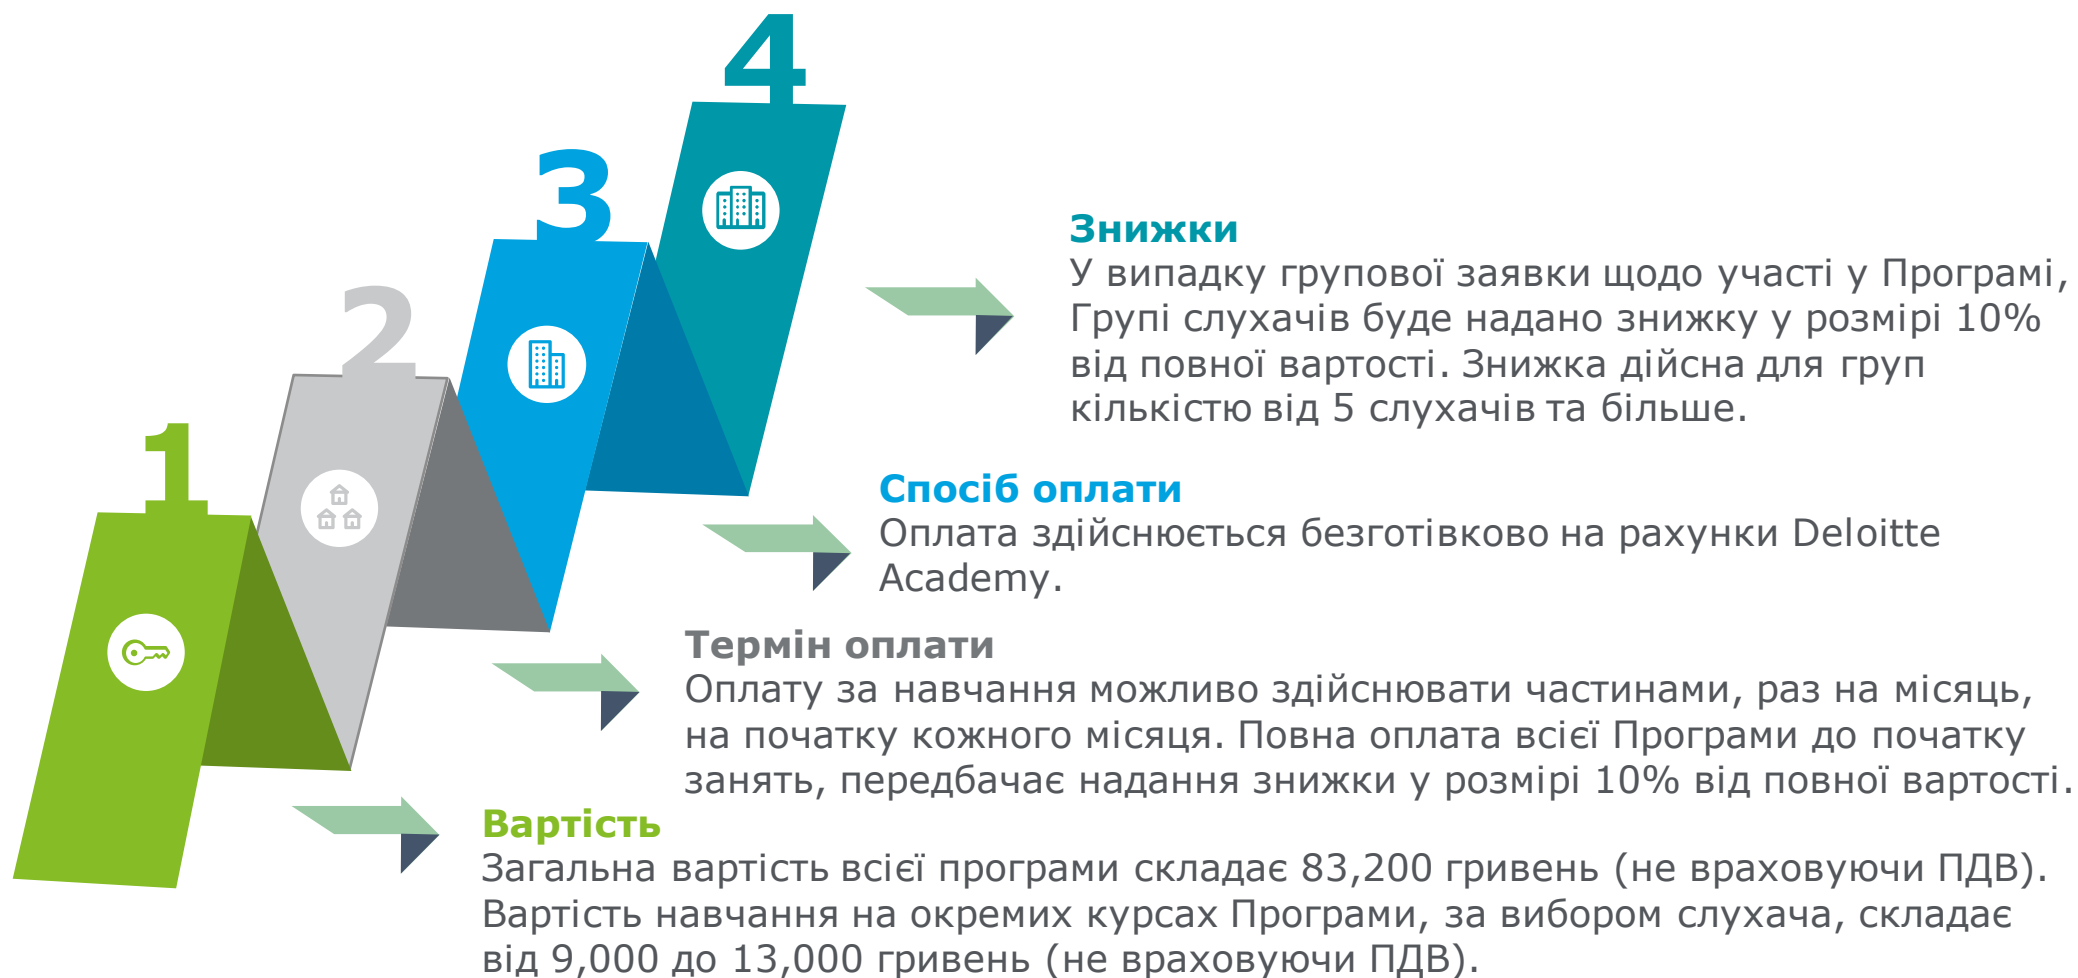 4
3
2
1
Знижки
У випадку групової заявки щодо участі у Програмі,
Групі слухачів буде надано знижку у розмірі 10%
від повної вартості. Знижка дійсна для груп
кількістю від 5 слухачів та більше.
Спосіб оплати
Оплата здійснюється безготівково на рахунки Deloitte
Academy.
Термін оплати
Оплату за навчання можливо здійснювати частинами, раз на місяць,
на початку кожного місяця. Повна оплата всієї Програми до початку
занять, передбачає надання знижки у розмірі 10% від повної вартості.
Вартість
Загальна вартість всієї програми складає 83,200 гривень (не враховуючи ПДВ).
Вартість навчання на окремих курсах Програми, за вибором слухача, складає
від 9,000 до 13,000 гривень (не враховуючи ПДВ).